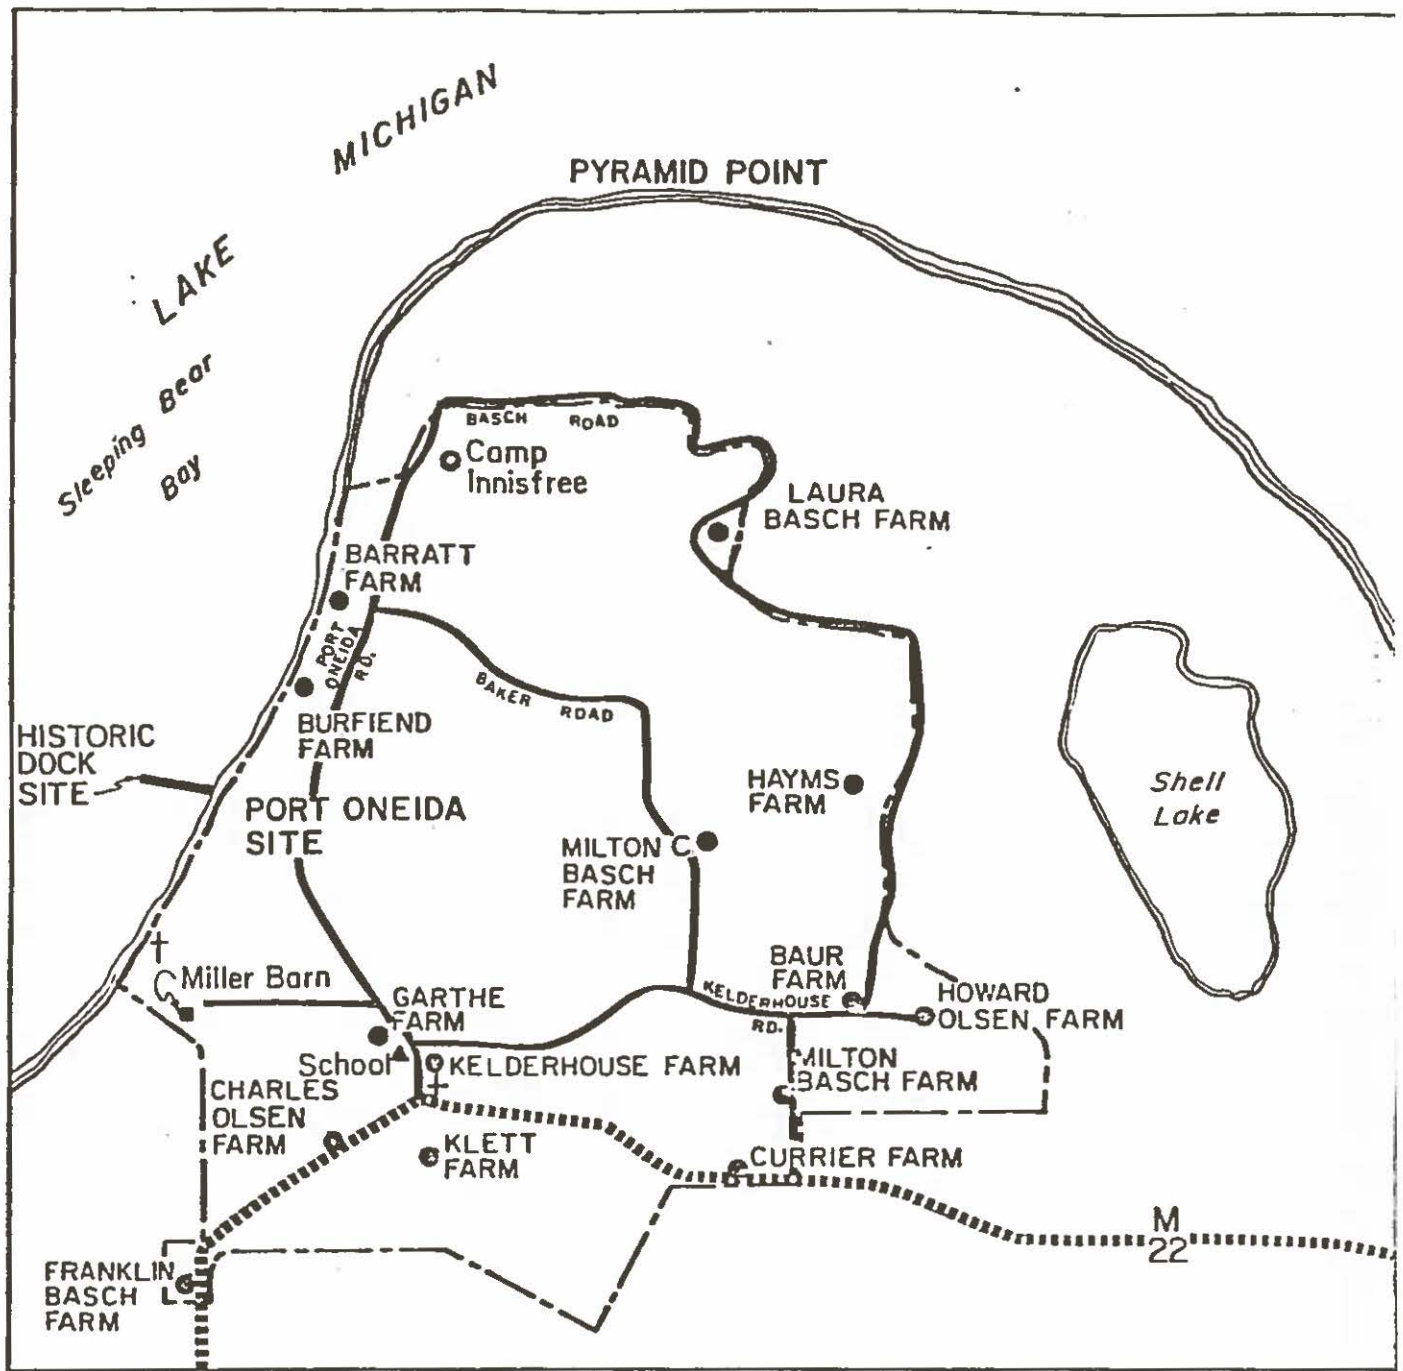 MICHIGAN
PYRAMID POINT
LAKE
Sleeping Bear
Bay
BASCH ROAD
Camp
Innisfree
LAURA
BASCH FARM
BARRATT
FARM
PORT
ONEIDA
RD.
BAKER ROAD
BURFIEND
FARM
HISTORIC
DOCK
SITE
PORT ONEIDA
SITE
HAYMS
FARM
Shell
Lake
MILTON C
BASCH
FARM
Miller Barn
BAUR
FARM
GARTHE
FARM
KELDERHOUSE
RD.
HOWARD
OLSEN FARM
School
KELDERHOUSE FARM
MILTON
BASCH FARM
CHARLES
OLSEN
FARM
KLETT
FARM
CURRIER FARM
M
22
FRANKLIN
BASCH
FARM